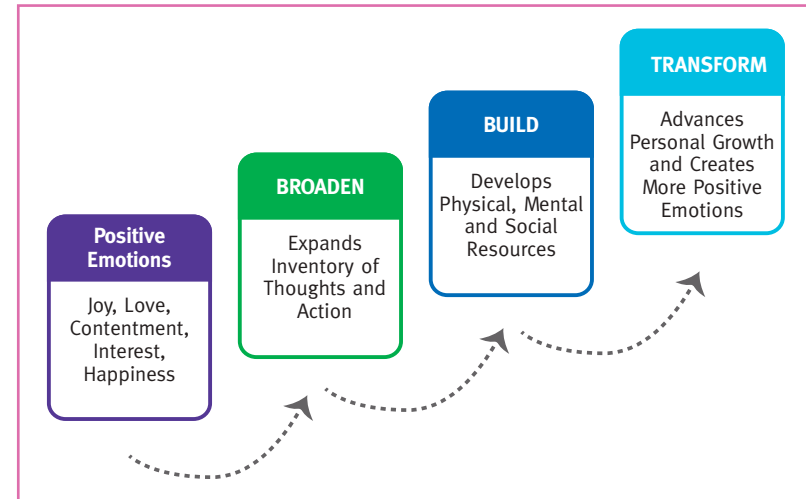 Positive
Emotions
Joy, Love,
Contentment,
Interest,
Happiness
BROADEN
Expands
Inventory of
Thoughts and
Action
BUILD
Develops
Physical, Mental
and Social
Resources
TRANSFORM
Advances
Personal Growth
and Creates
More Positive
Emotions